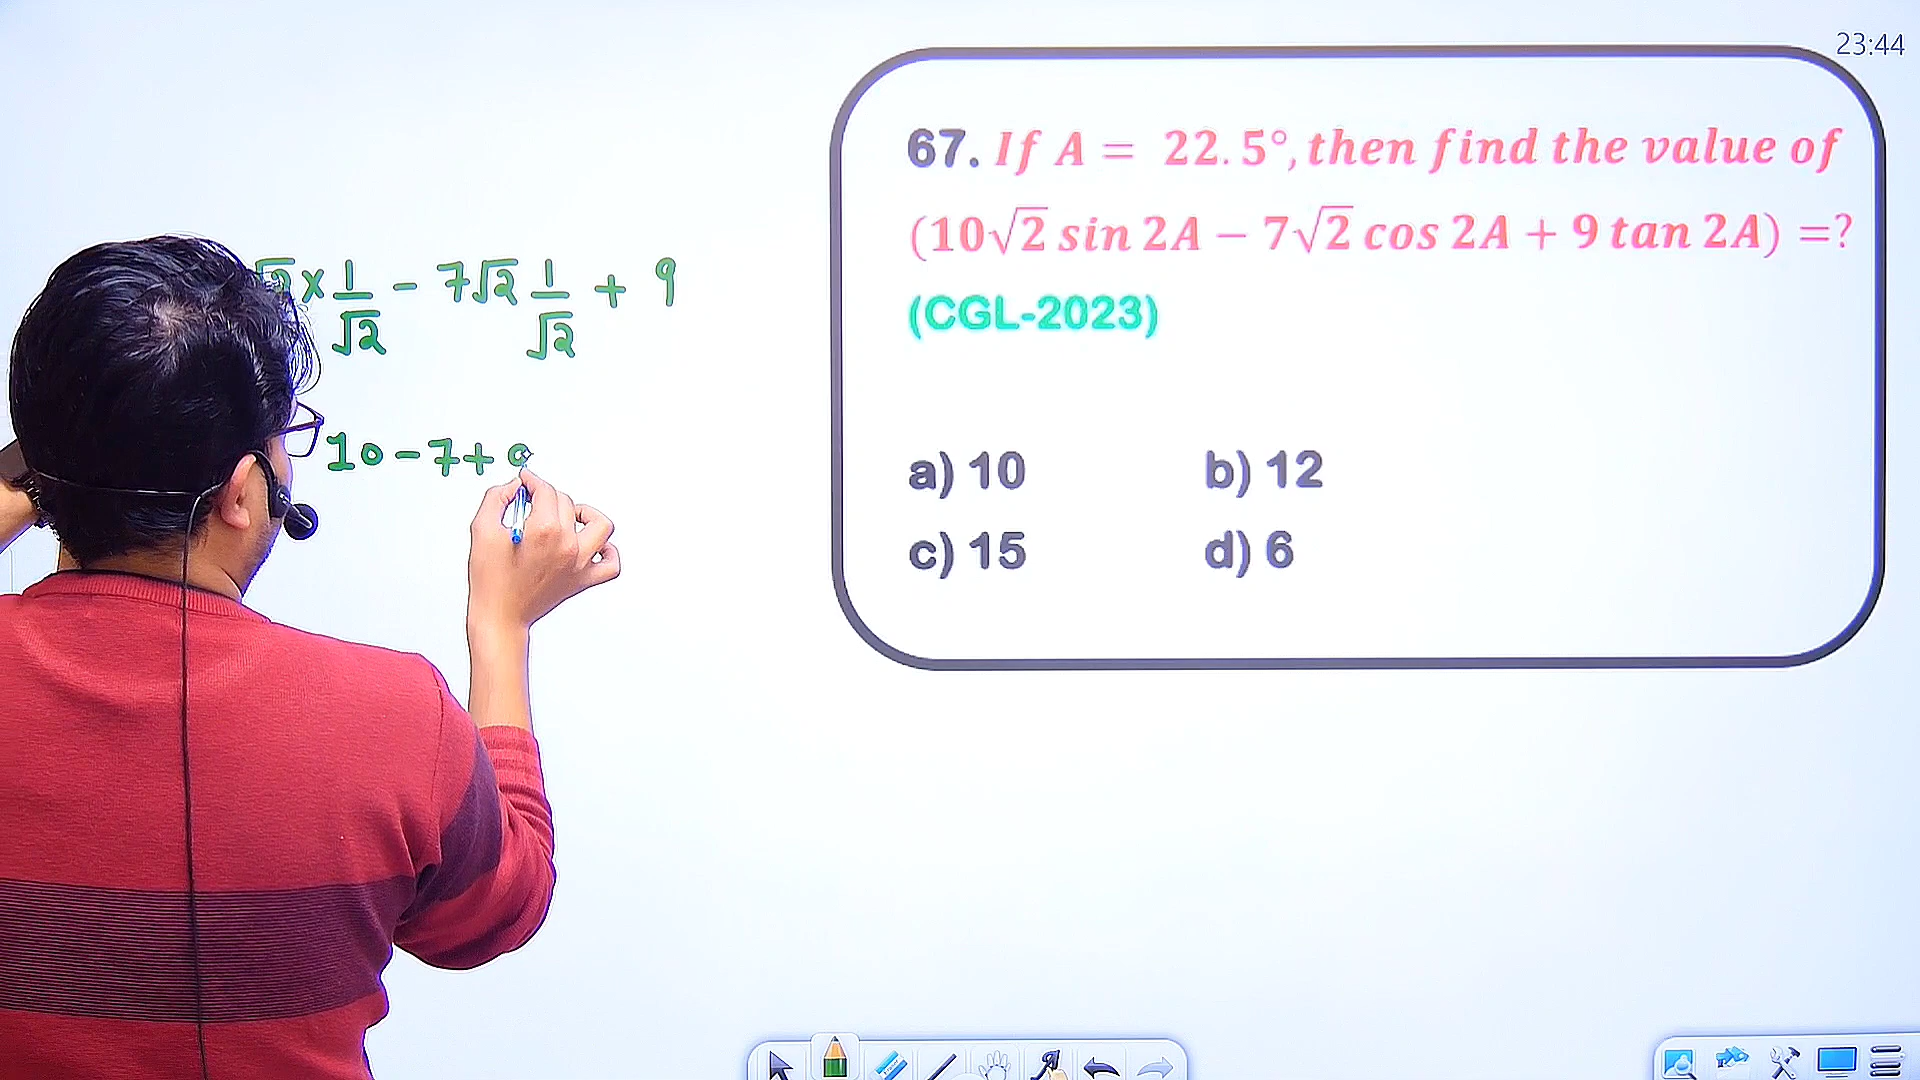 23:44
67. If A = 22.5°, then find the value of
(10√2 sin 2A − 7√2 cos 2A + 9 tan 2A) =?
(CGL-2023)
a) 10 b) 12
c) 15 d) 6
× 1/√2 − 7√2 1/√2 + 9
10 − 7 +